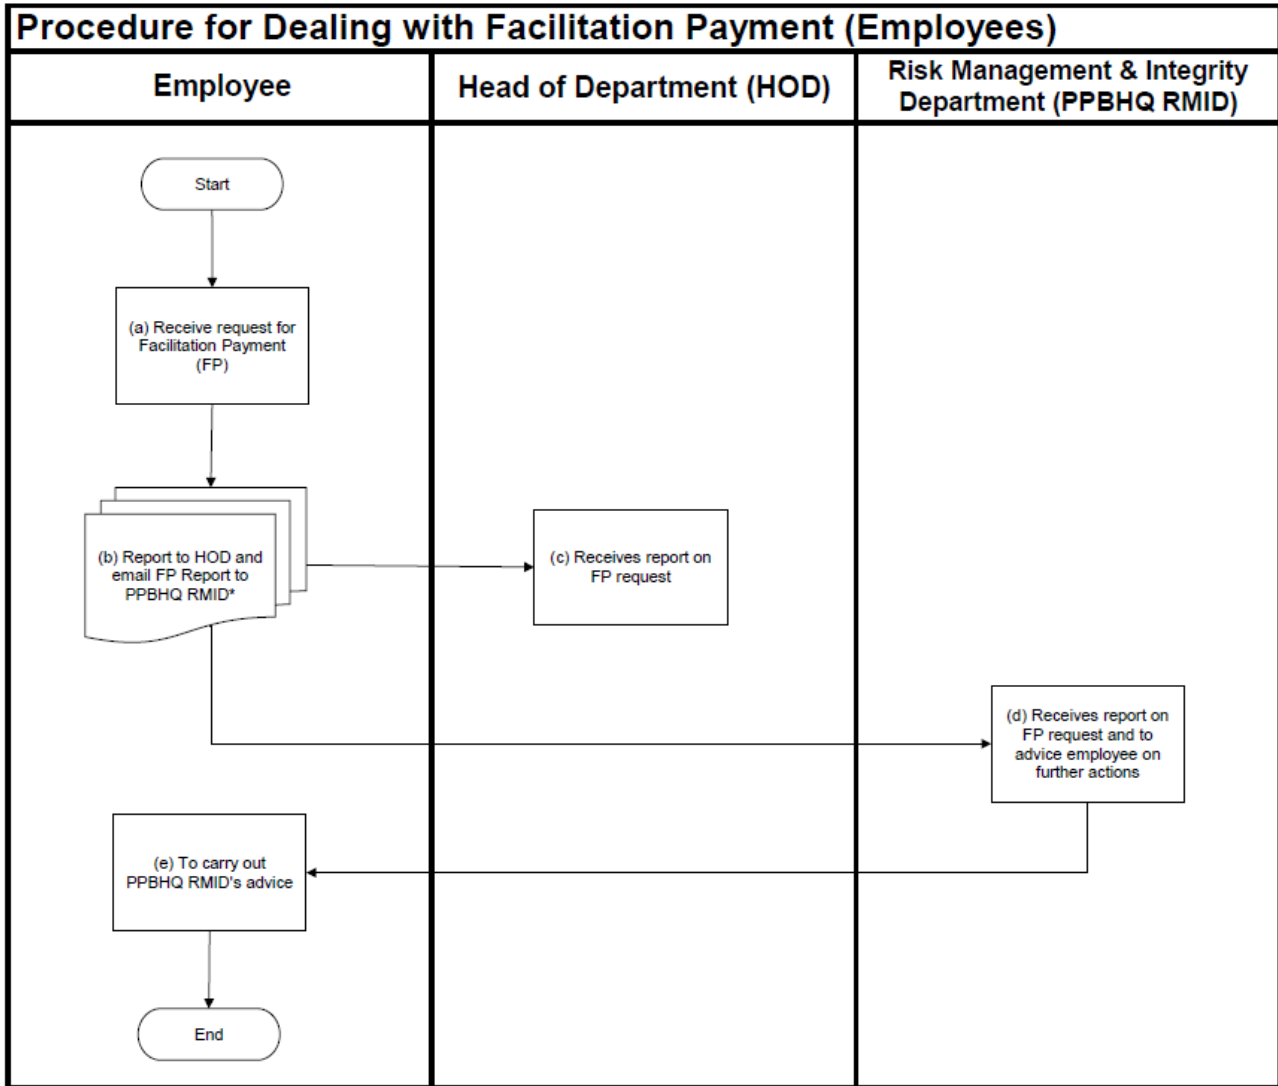 Procedure for Dealing with Facilitation Payment (Employees)
Employee
Head of Department (HOD)
Risk Management & Integrity
Department (PPBHQ RMID)
Start
(a) Receive request for
Facilitation Payment
(FP)
(b) Report to HOD and
email FP Report to
PPBHQ RMID*
(c) Receives report on
FP request
(d) Receives report on
FP request and to
advice employee on
further actions
(e) To carry out
PPBHQ RMID's advice
End